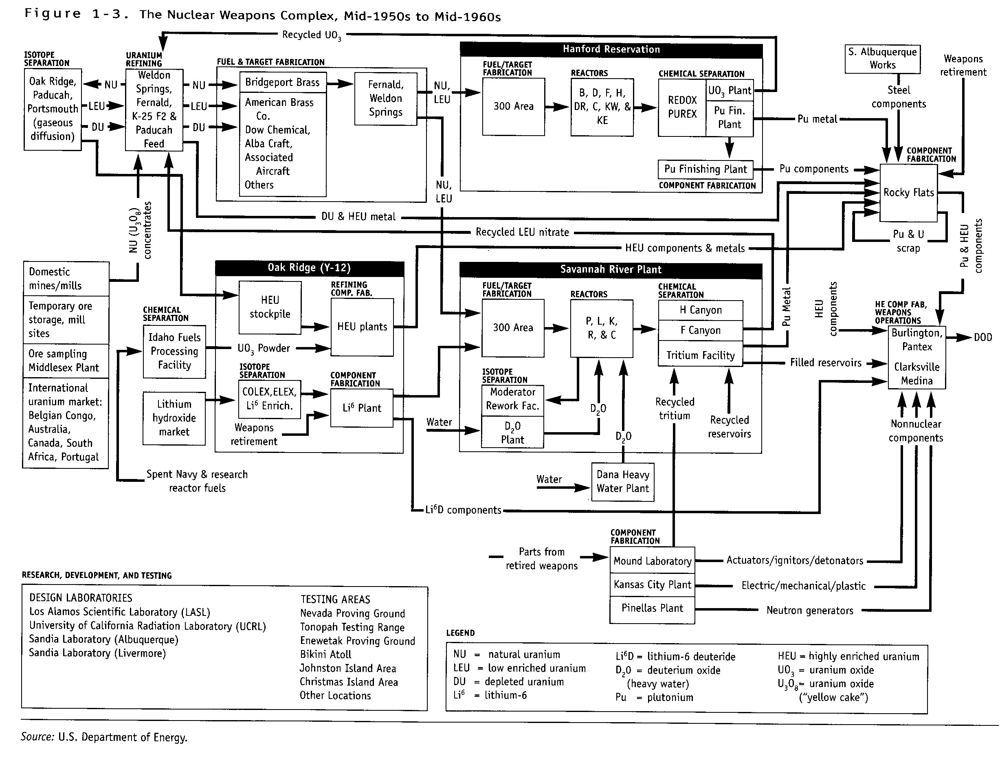 Figure 1-3. The Nuclear Weapons Complex, Mid-1950s to Mid-1960s
Recycled UO₃
ISOTOPE
SEPARATION
Oak Ridge,
Paducah,
Portsmouth
(gaseous
diffusion)
NU
LEU
DU
URANIUM
REFINING
Weldon
Springs,
Fernald,
K-25 F2 &
Paducah
Feed
NU
LEU
DU
FUEL & TARGET FABRICATION
Bridgeport Brass
American Brass
Co.
Dow Chemical,
Alba Craft,
Associated
Aircraft
Others
Fernald,
Weldon
Springs
NU,
LEU
NU,
LEU
Hanford Reservation
FUEL/TARGET
FABRICATION
300 Area
REACTORS
B, D, F, H,
DR, C, KW, &
KE
CHEMICAL SEPARATION
REDOX
PUREX
UO₃ Plant
Pu Fin.
Plant
Pu Finishing Plant
COMPONENT FABRICATION
Pu metal
Pu components
S. Albuquerque
Works
Steel
components
Weapons
retirement
COMPONENT
FABRICATION
Rocky Flats
Pu & U
scrap
Pu & HEU
components
DU & HEU metal
Recycled LEU nitrate
HEU components & metals
NU (U₃O₈)
concentrates
Domestic
mines/mills
Temporary ore
storage, mill
sites
Ore sampling
Middlesex Plant
International
uranium market:
Belgian Congo,
Australia,
Canada, South
Africa, Portugal
CHEMICAL
SEPARATION
Idaho Fuels
Processing
Facility
Lithium
hydroxide
market
Spent Navy & research
reactor fuels
Oak Ridge (Y-12)
HEU
stockpile
REFINING
COMP. FAB.
HEU plants
UO₃ Powder
ISOTOPE
SEPARATION
COLEX,ELEX,
Li⁶ Enrich.
COMPONENT
FABRICATION
Li⁶ Plant
Weapons
retirement
Savannah River Plant
FUEL/TARGET
FABRICATION
300 Area
REACTORS
P, L, K,
R, & C
CHEMICAL
SEPARATION
H Canyon
F Canyon
Tritium Facility
ISOTOPE
SEPARATION
Moderator
Rework Fac.
D₂O
Plant
Water
D₂O
D₂O
Recycled
tritium
Recycled
reservoirs
Water
Dana Heavy
Water Plant
Li⁶D components
Pu Metal
HEU
components
Filled reservoirs
HE COMP FAB,
WEAPONS
OPERATIONS
Burlington,
Pantex
Clarksville
Medina
DOD
Nonnuclear
components
COMPONENT
FABRICATION
Parts from
retired weapons
Mound Laboratory
Kansas City Plant
Pinellas Plant
Actuators/ignitors/detonators
Electric/mechanical/plastic
Neutron generators
RESEARCH, DEVELOPMENT, AND TESTING
DESIGN LABORATORIES
Los Alamos Scientific Laboratory (LASL)
University of California Radiation Laboratory (UCRL)
Sandia Laboratory (Albuquerque)
Sandia Laboratory (Livermore)
TESTING AREAS
Nevada Proving Ground
Tonopah Testing Range
Enewetak Proving Ground
Bikini Atoll
Johnston Island Area
Christmas Island Area
Other Locations
LEGEND
NU = natural uranium
LEU = low enriched uranium
DU = depleted uranium
Li⁶ = lithium-6
Li⁶D = lithium-6 deuteride
D₂O = deuterium oxide
(heavy water)
Pu = plutonium
HEU = highly enriched uranium
UO₃ = uranium oxide
U₃O₈= uranium oxide
("yellow cake")
Source: U.S. Department of Energy.